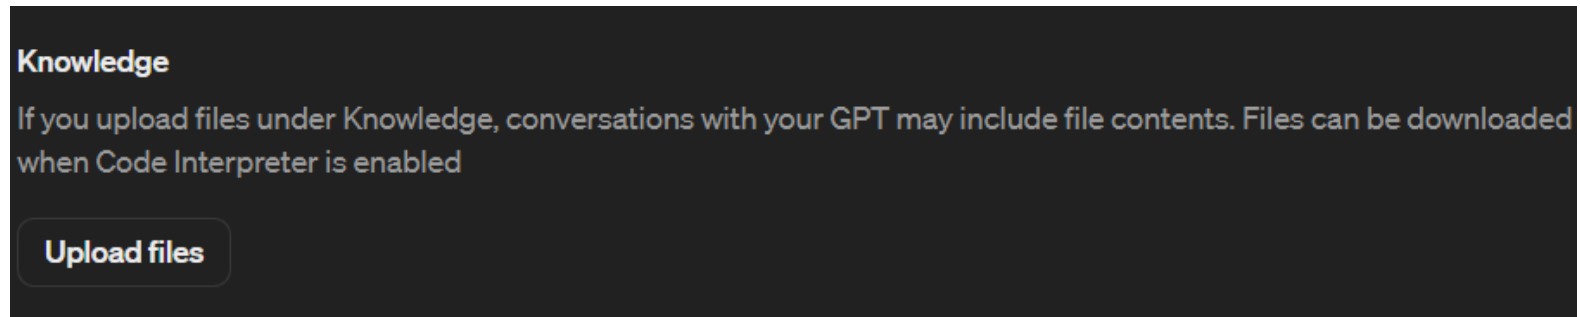 Knowledge
If you upload files under Knowledge, conversations with your GPT may include file contents. Files can be downloaded
when Code Interpreter is enabled
Upload files